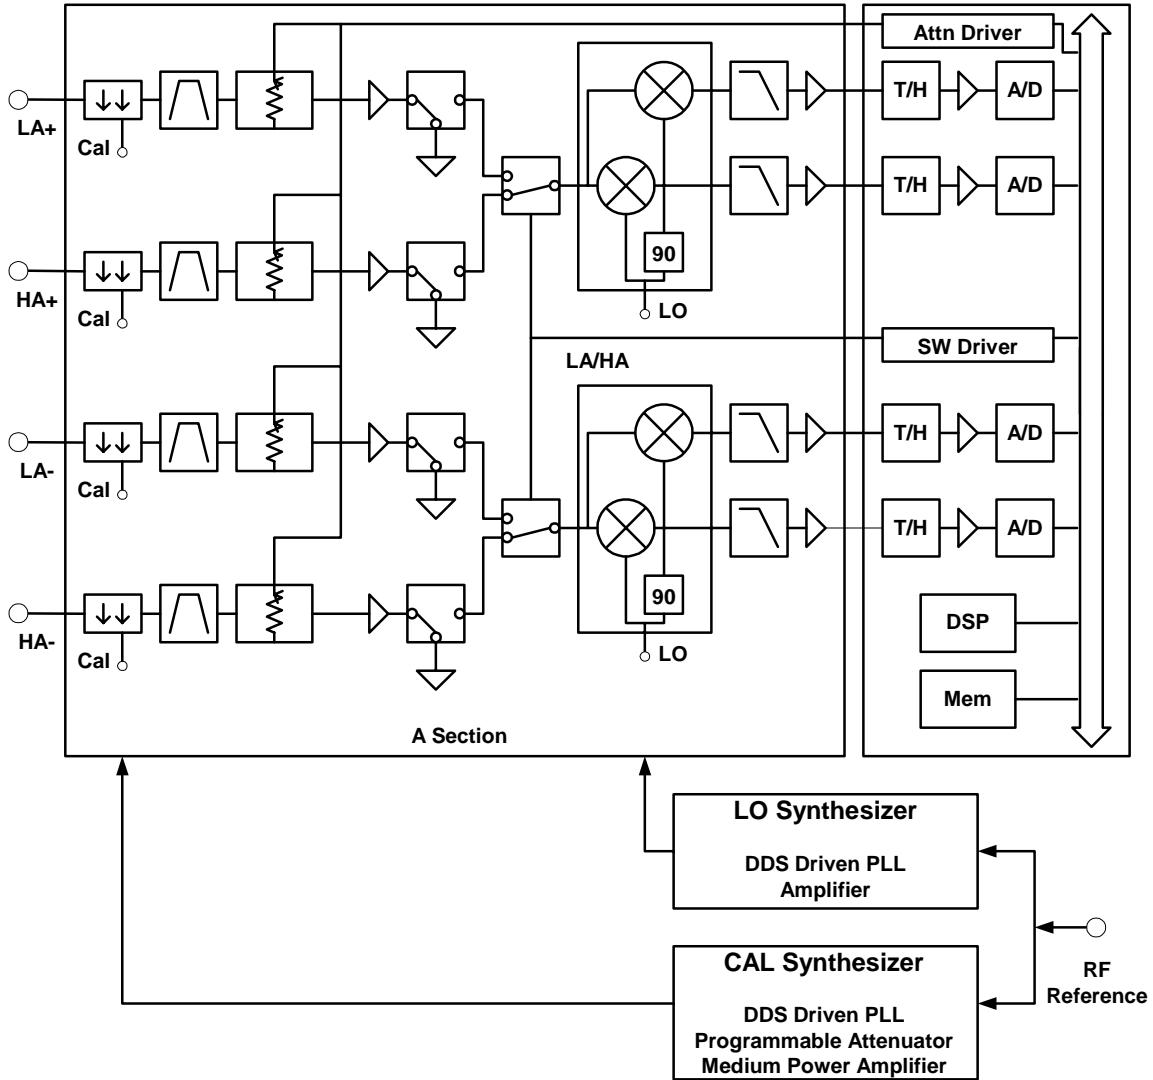 Attn Driver
T/H
A/D
LA+
Cal
T/H
A/D
90
HA+
Cal
LO
SW Driver
LA/HA
T/H
A/D
LA-
Cal
T/H
A/D
90
DSP
HA-
Cal
LO
Mem
A Section
LO Synthesizer
DDS Driven PLL
Amplifier
CAL Synthesizer
DDS Driven PLL
Programmable Attenuator
Medium Power Amplifier
RF
Reference